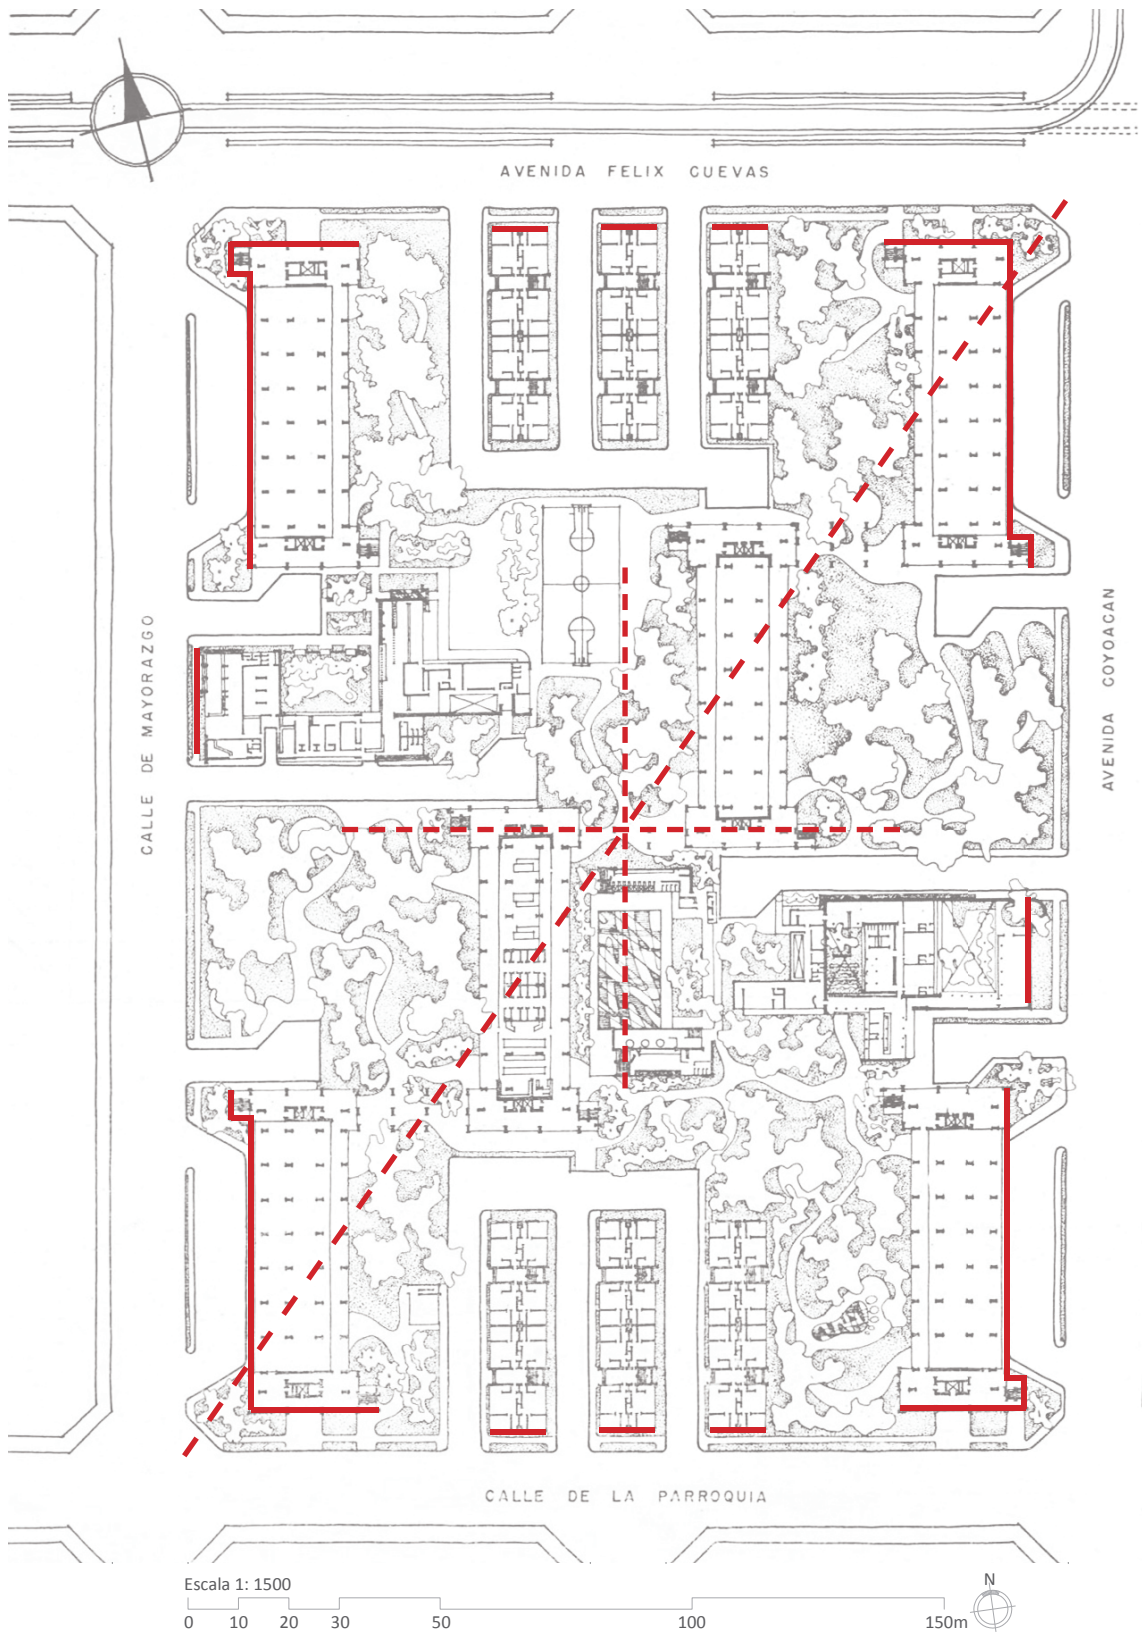 AVENIDA FELIX CUEVAS
CALLE DE MAYORAZGO
AVENIDA COYOACAN
CALLE DE LA PARROQUIA
Escala 1: 1500
N
0 10 20 30 50 100 150m